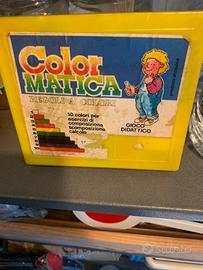 Color
MATICA
REGOLI A COLORI
10 colori per
esercizi di
composizione
scomposizione
calcolo
GIOCO
DIDATTICO